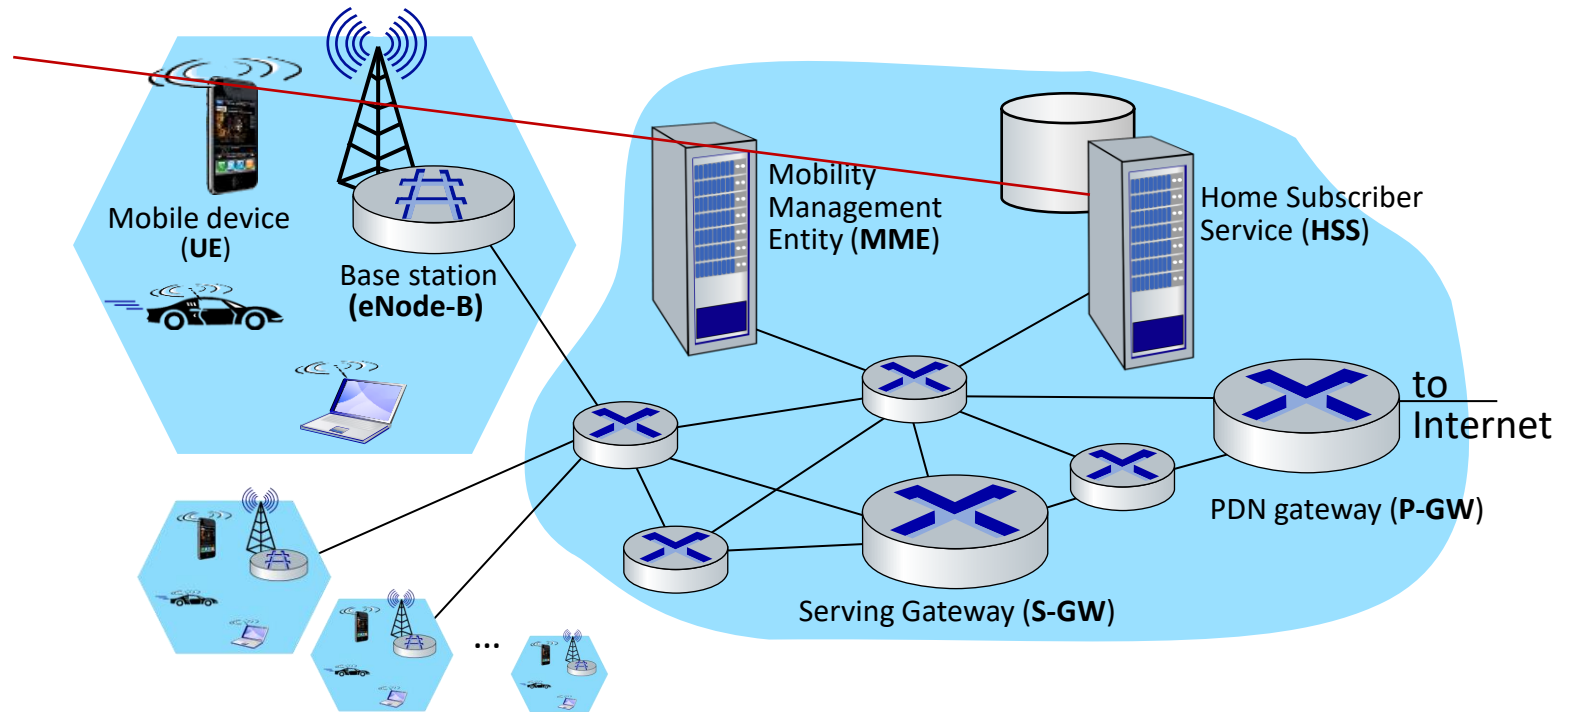 Mobile device
(UE)
Base station
(eNode-B)
Mobility
Management
Entity (MME)
Home Subscriber
Service (HSS)
to
Internet
PDN gateway (P-GW)
Serving Gateway (S-GW)
...